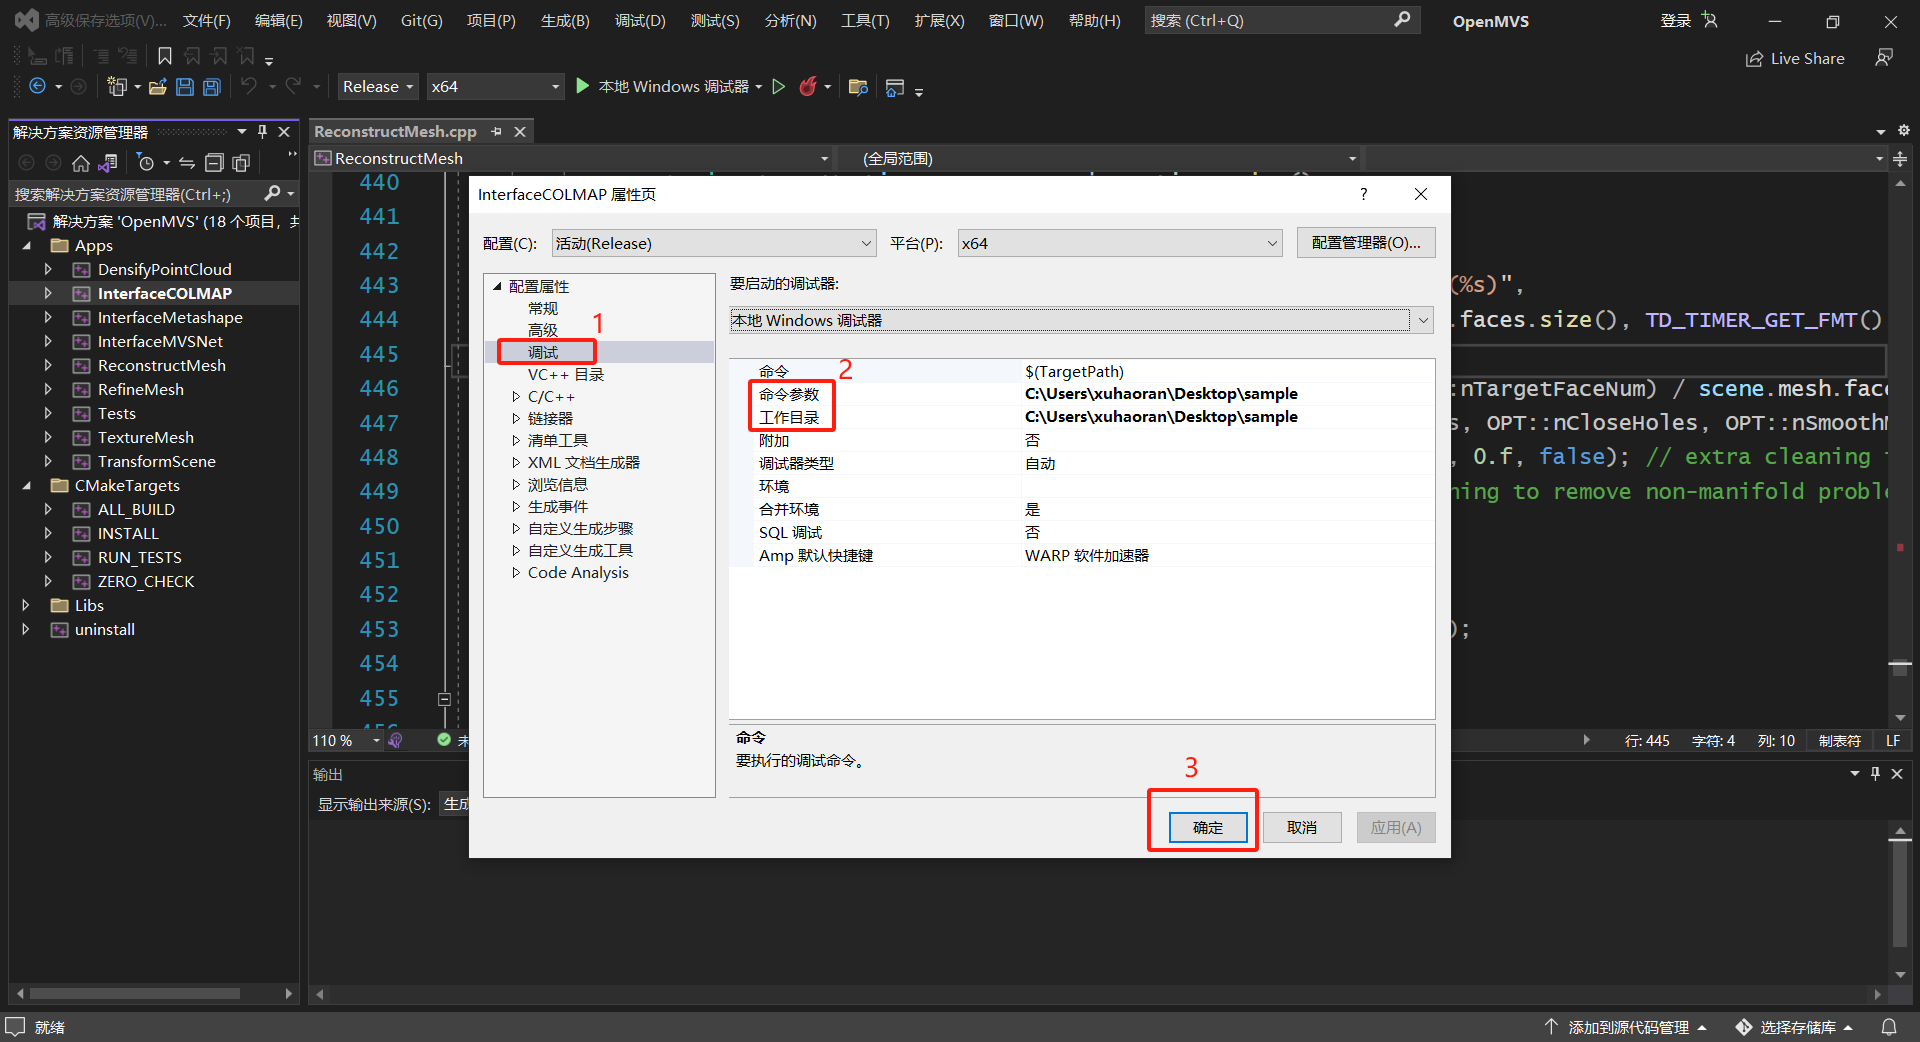 高级保存选项(V)... 文件(F) 编辑(E) 视图(V) Git(G) 项目(P) 生成(B) 调试(D) 测试(S) 分析(N) 工具(T) 扩展(X) 窗口(W) 帮助(H) 搜索 (Ctrl+Q) OpenMVS 登录
Live Share
Release x64 本地 Windows 调试器
解决方案资源管理器
搜索解决方案资源管理器(Ctrl+;)
解决方案 'OpenMVS' (18 个项目，共
Apps
DensifyPointCloud
InterfaceCOLMAP
InterfaceMetashape
InterfaceMVSNet
ReconstructMesh
RefineMesh
Tests
TextureMesh
TransformScene
CMakeTargets
ALL_BUILD
INSTALL
RUN_TESTS
ZERO_CHECK
Libs
uninstall
ReconstructMesh.cpp
ReconstructMesh (全局范围)
440
441
442
443 (%s)",
444 .faces.size(), TD_TIMER_GET_FMT()
445
446 :nTargetFaceNum) / scene.mesh.face
447 s, OPT::nCloseHoles, OPT::nSmoothM
448 , 0.f, false); // extra cleaning
449 ning to remove non-manifold proble
450
451
452
453 );
454
455
456
110 % 未
行: 445 字符: 4 列: 10 制表符 LF
输出
显示输出来源(S): 生成
InterfaceCOLMAP 属性页 ?
配置(C): 活动(Release) 平台(P): x64 配置管理器(O)...
配置属性
常规
高级
1
调试
VC++ 目录
C/C++
链接器
清单工具
XML 文档生成器
浏览信息
生成事件
自定义生成步骤
自定义生成工具
Code Analysis
要启动的调试器:
本地 Windows 调试器
2
命令 $(TargetPath)
命令参数 C:\Users\xuhaoran\Desktop\sample
工作目录 C:\Users\xuhaoran\Desktop\sample
附加 否
调试器类型 自动
环境
合并环境 是
SQL 调试 否
Amp 默认快捷键 WARP 软件加速器
命令
要执行的调试命令。
3
确定 取消 应用(A)
就绪 添加到源代码管理 选择存储库